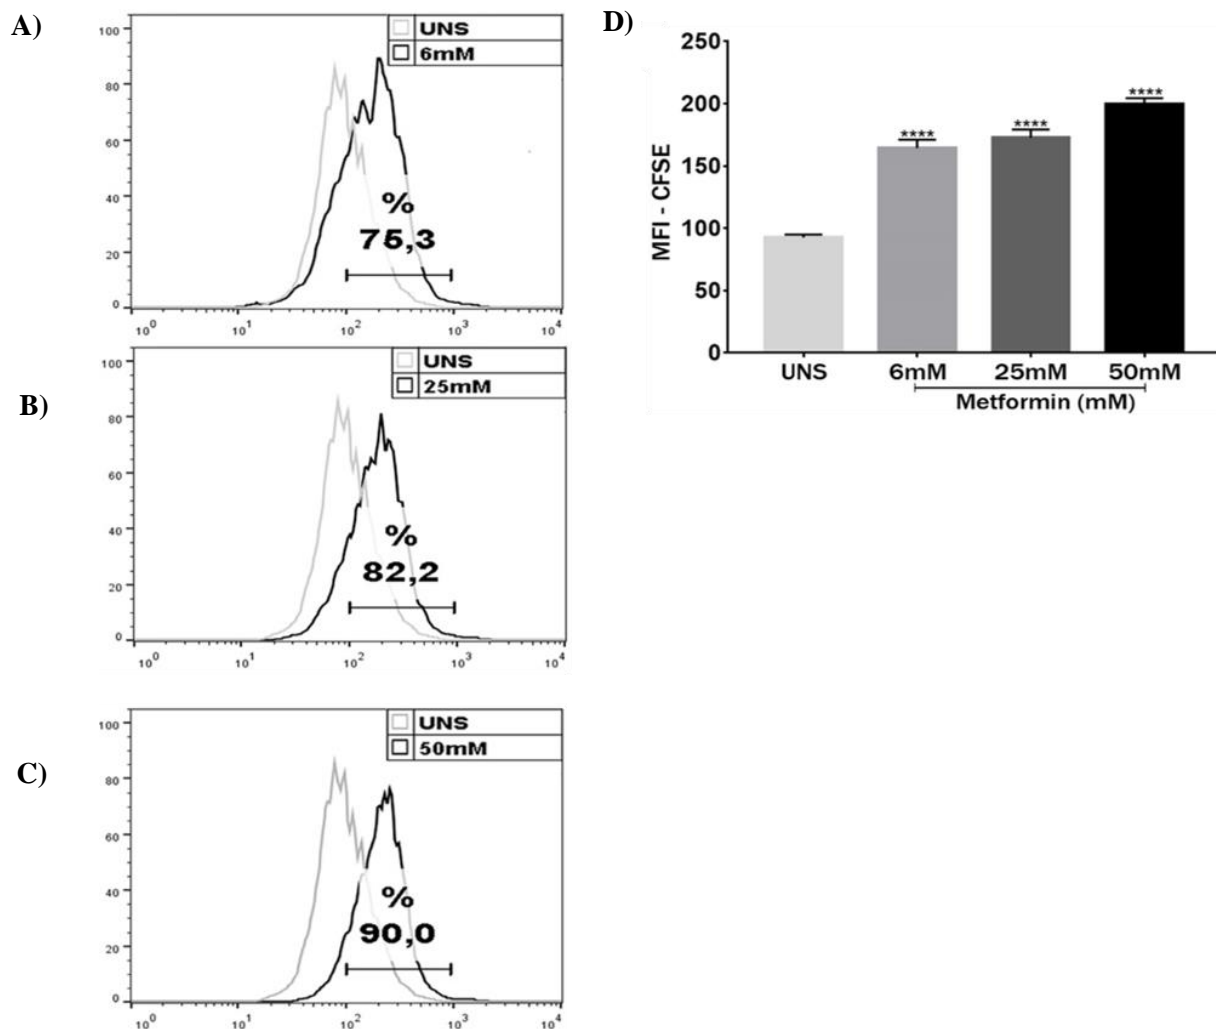 A)
UNS
6mM
100
80
60
40
20
0
%
75,3
10^0 10^1 10^2 10^3 10^4
B)
UNS
25mM
100
80
60
40
20
0
%
82,2
10^0 10^1 10^2 10^3 10^4
C)
UNS
50mM
100
80
60
40
20
0
%
90,0
10^0 10^1 10^2 10^3 10^4
D)
MFI - CFSE
250
200
150
100
50
0
**** **** ****
UNS 6mM 25mM 50mM
Metformin (mM)